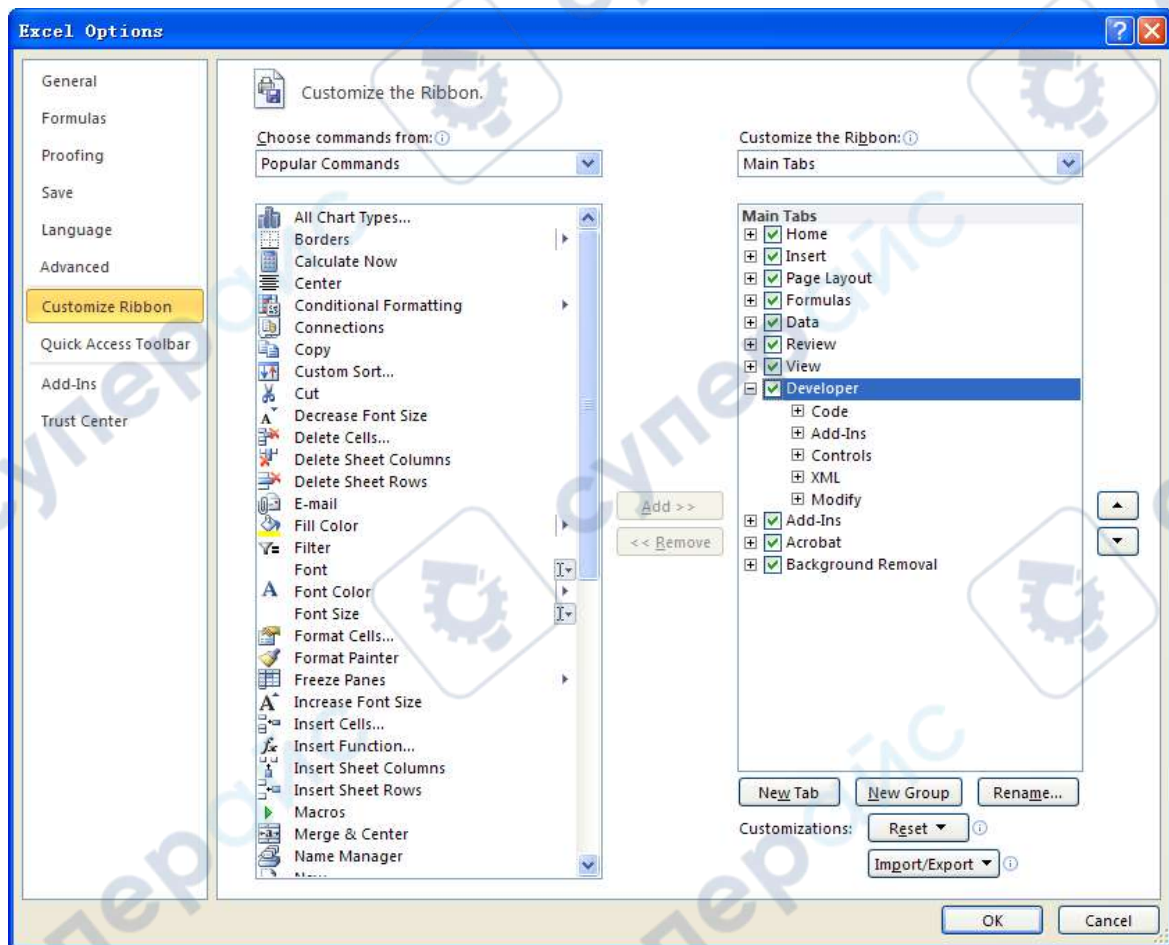 Excel Options
General
Formulas
Proofing
Save
Language
Advanced
Customize Ribbon
Quick Access Toolbar
Add-Ins
Trust Center
Customize the Ribbon.
Choose commands from:
Popular Commands
All Chart Types...
Borders
Calculate Now
Center
Conditional Formatting
Connections
Copy
Custom Sort...
Cut
Decrease Font Size
Delete Cells...
Delete Sheet Columns
Delete Sheet Rows
E-mail
Fill Color
Filter
Font
Font Color
Font Size
Format Cells...
Format Painter
Freeze Panes
Increase Font Size
Insert Cells...
Insert Function...
Insert Sheet Columns
Insert Sheet Rows
Macros
Merge & Center
Name Manager
Add >>
<< Remove
Customize the Ribbon:
Main Tabs
Main Tabs
Home
Insert
Page Layout
Formulas
Data
Review
View
Developer
Code
Add-Ins
Controls
XML
Modify
Add-Ins
Acrobat
Background Removal
New Tab
New Group
Rename...
Customizations:
Reset
Import/Export
OK
Cancel
суперайс
суперайс